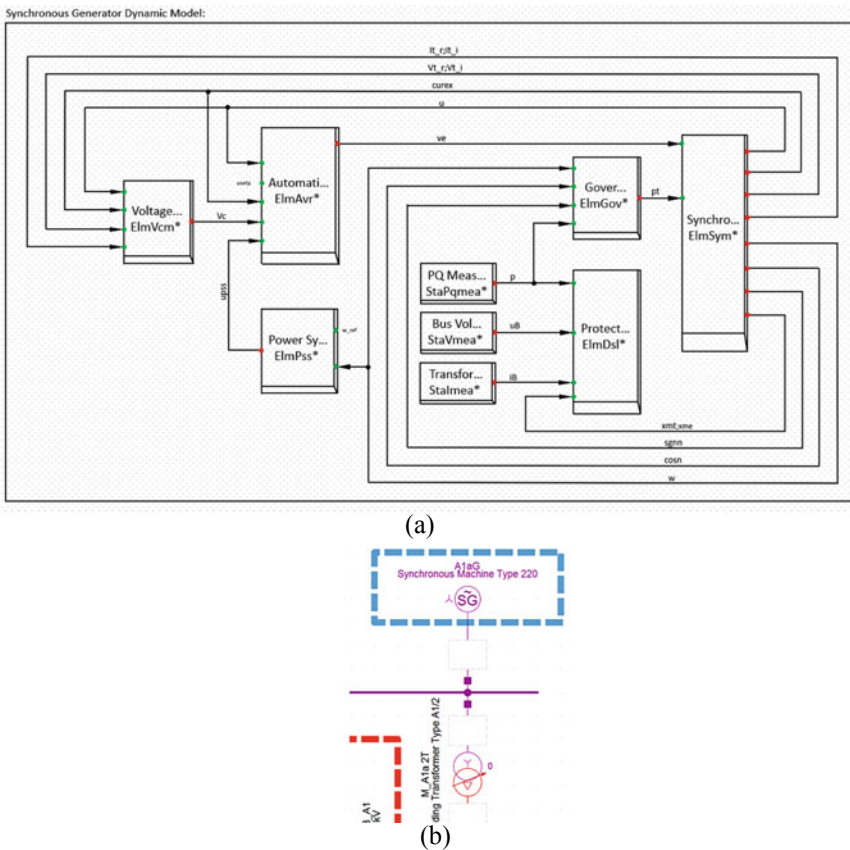 Synchronous Generator Dynamic Model:
It_r;It_i
Vt_r;Vt_i
curex
u
ve
Automati...
ElmAvr*
Voltage...
ElmVcm*
Vc
Gover...
ElmGov*
pt
Synchro...
ElmSym*
PQ Meas...
StaPqmea*
p
upss
Bus Vol...
StaVmea*
uB
Protect...
ElmDsl*
Power Sy...
ElmPss*
w_ref
Transfor...
StaImea*
iB
xmt;xme
sgnn
cosn
w
(a)
A1aG
Synchronous Machine Type 220
SG
M_A1a 2T
ding Transformer Type A1/2
0
_A1
kV
(b)